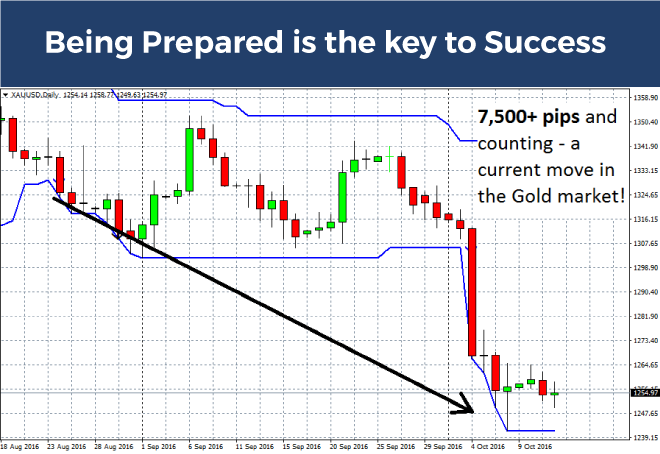 Being Prepared is the key to Success
XAUUSD,Daily 1254.14 1258.77 1249.63 1254.97
7,500+ pips and
counting - a
current move in
the Gold market!
1358.90
1350.40
1341.90
1333.15
1324.65
1316.15
1307.65
1298.90
1290.40
1281.90
1273.40
1264.65
1254.97
1247.65
1239.15
18 Aug 2016 23 Aug 2016 28 Aug 2016 1 Sep 2016 6 Sep 2016 11 Sep 2016 15 Sep 2016 20 Sep 2016 25 Sep 2016 29 Sep 2016 4 Oct 2016 9 Oct 2016